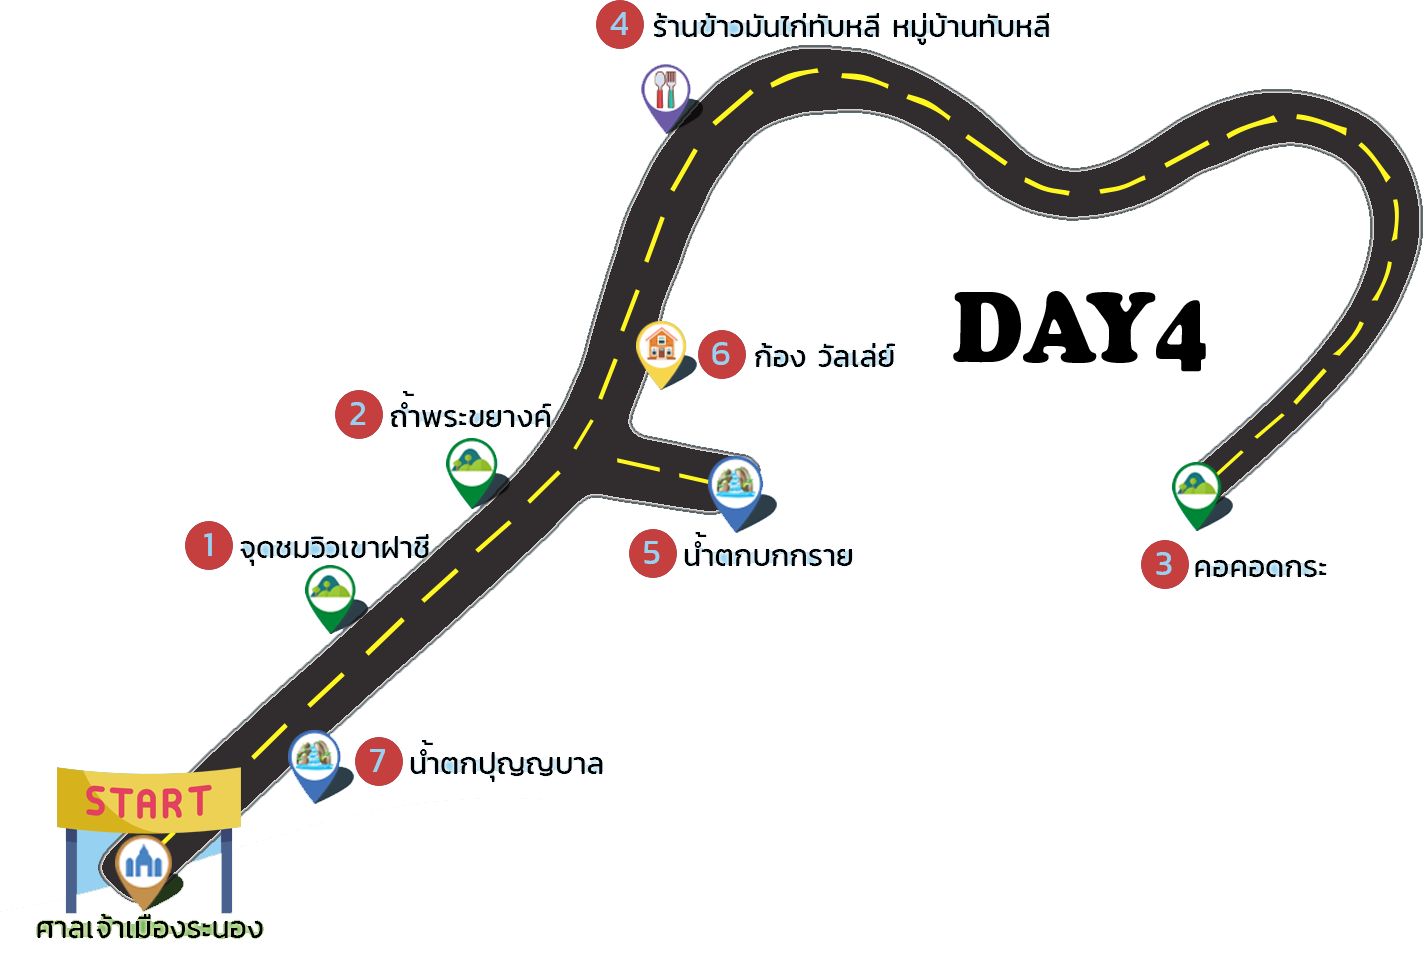 4 ร้านข้าวมันไก่ทับหลี หมู่บ้านทับหลี
DAY4
6 ก้อง วัลเล่ย์
2 ถ้ำพระขยางค์
1 จุดชมวิวเขาฝาชี
5 น้ำตกบกกราย
3 คอคอดกระ
7 น้ำตกปุญญบาล
START
ศาลเจ้าเมืองระนอง